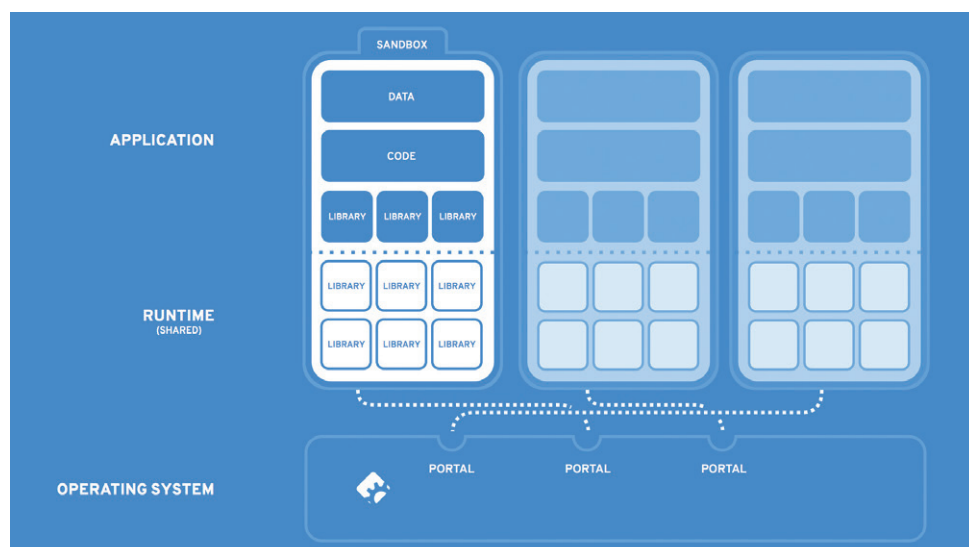 SANDBOX
DATA
APPLICATION
CODE
LIBRARY LIBRARY LIBRARY
LIBRARY LIBRARY LIBRARY
RUNTIME
(SHARED)
LIBRARY LIBRARY LIBRARY
PORTAL PORTAL PORTAL
OPERATING SYSTEM